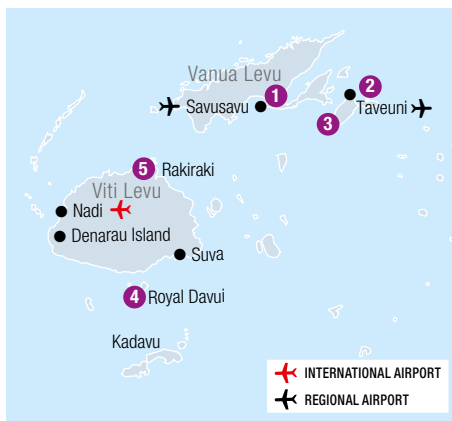 Vanua Levu
1
2
Savusavu
Taveuni
3
5 Rakiraki
Viti Levu
Nadi
Denarau Island
Suva
4 Royal Davui
Kadavu
INTERNATIONAL AIRPORT
REGIONAL AIRPORT